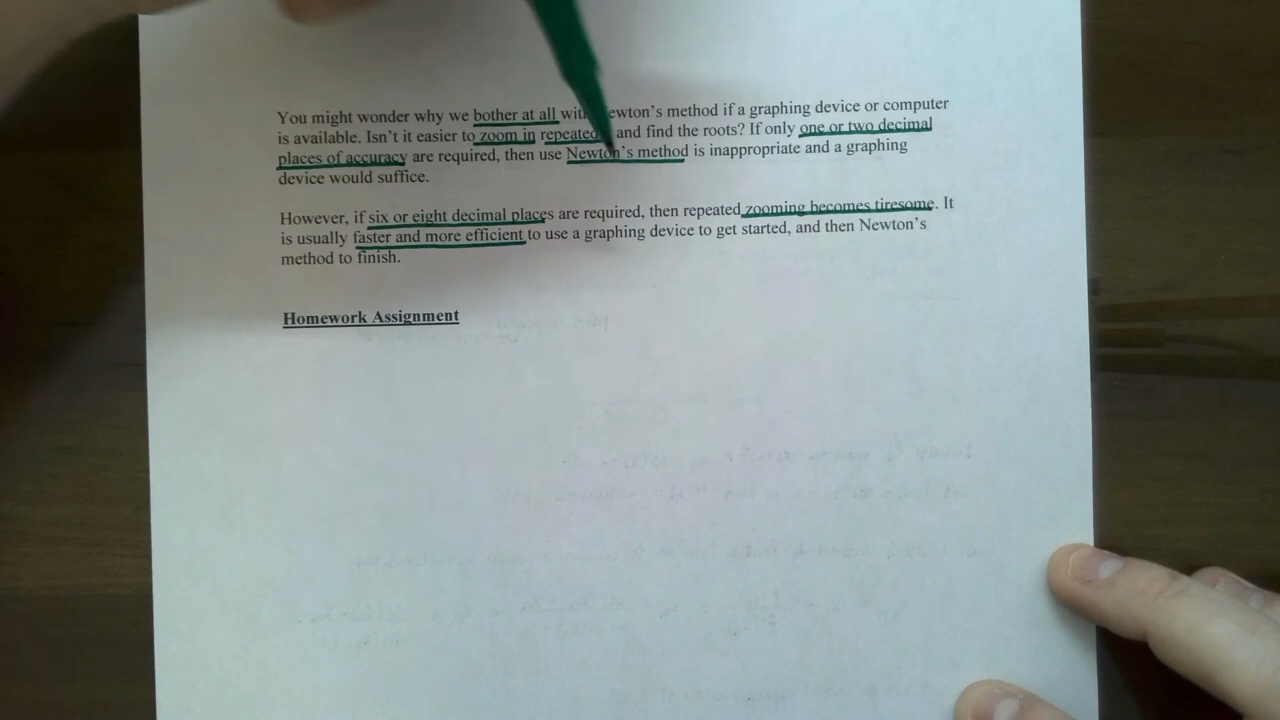 You might wonder why we bother at all with Newton's method if a graphing device or computer
is available. Isn't it easier to zoom in repeatedly and find the roots? If only one or two decimal
places of accuracy are required, then use Newton's method is inappropriate and a graphing
device would suffice.
However, if six or eight decimal places are required, then repeated zooming becomes tiresome. It
is usually faster and more efficient to use a graphing device to get started, and then Newton's
method to finish.
Homework Assignment